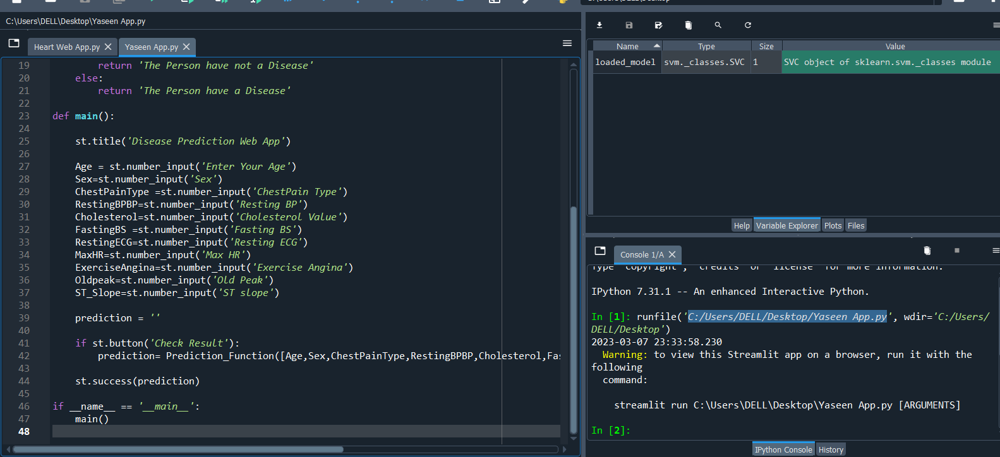 C:\Users\DELL\Desktop\Yaseen App.py
Heart Web App.py
Yaseen App.py
19 return 'The Person have not a Disease'
20 else:
21 return 'The Person have a Disease'
22
23 def main():
24
25 st.title('Disease Prediction Web App')
26
27 Age = st.number_input('Enter Your Age')
28 Sex=st.number_input('Sex')
29 ChestPainType =st.number_input('ChestPain Type')
30 RestingBPBP=st.number_input('Resting BP')
31 Cholesterol=st.number_input('Cholesterol Value')
32 FastingBS =st.number_input('Fasting BS')
33 RestingECG=st.number_input('Resting ECG')
34 MaxHR=st.number_input('Max HR')
35 ExerciseAngina=st.number_input('Exercise Angina')
36 Oldpeak=st.number_input('Old Peak')
37 ST_Slope=st.number_input('ST slope')
38
39 prediction = ''
40
41 if st.button('Check Result'):
42 prediction= Prediction_Function([Age,Sex,ChestPainType,RestingBPBP,Cholesterol,Fas
43
44 st.success(prediction)
45
46 if __name__ == '__main__':
47 main()
48
Name Type Size Value
loaded_model svm._classes.SVC 1 SVC object of sklearn.svm._classes module
Help Variable Explorer Plots Files
Console 1/A
Type "copyright", "credits" or "license" for more information.
IPython 7.31.1 -- An enhanced Interactive Python.
In [1]: runfile('C:/Users/DELL/Desktop/Yaseen App.py', wdir='C:/Users/
DELL/Desktop')
2023-03-07 23:33:58.230
Warning: to view this Streamlit app on a browser, run it with the
following
command:
streamlit run C:\Users\DELL\Desktop\Yaseen App.py [ARGUMENTS]
In [2]:
IPython Console History